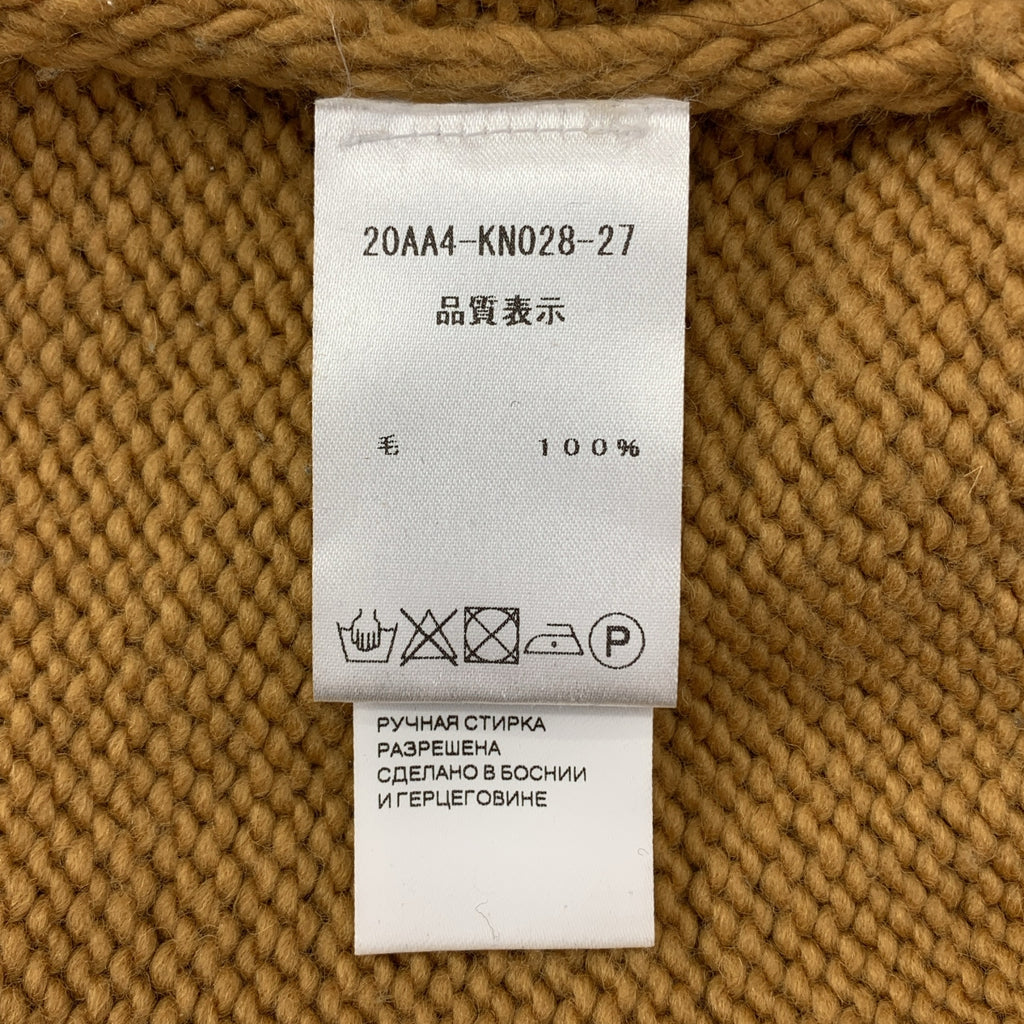 20AA4-KN028-27
品質表示
毛 100%
P
РУЧНАЯ СТИРКА
РАЗРЕШЕНА
СДЕЛАНО В БОСНИИ
И ГЕРЦЕГОВИНЕ